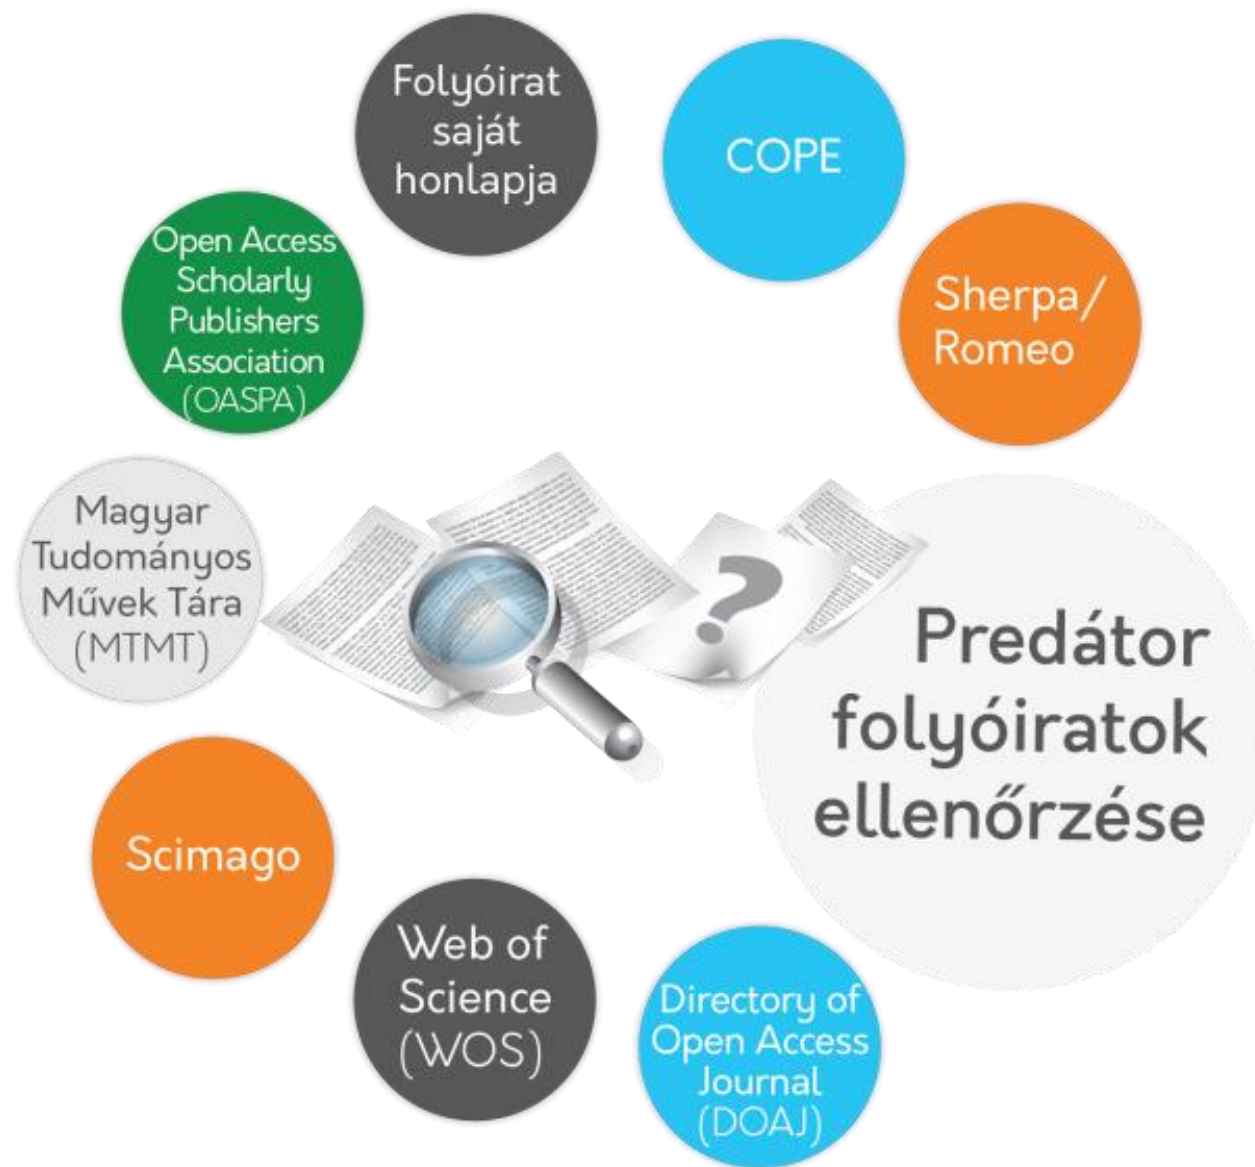 Folyóirat
saját
honlapja
COPE
Open Access
Scholarly
Publishers
Association
(OASPA)
Sherpa/
Romeo
Magyar
Tudományos
Művek Tára
(MTMT)
?
Predátor
folyóiratok
ellenőrzése
Scimago
Web of
Science
(WOS)
Directory of
Open Access
Journal
(DOAJ)